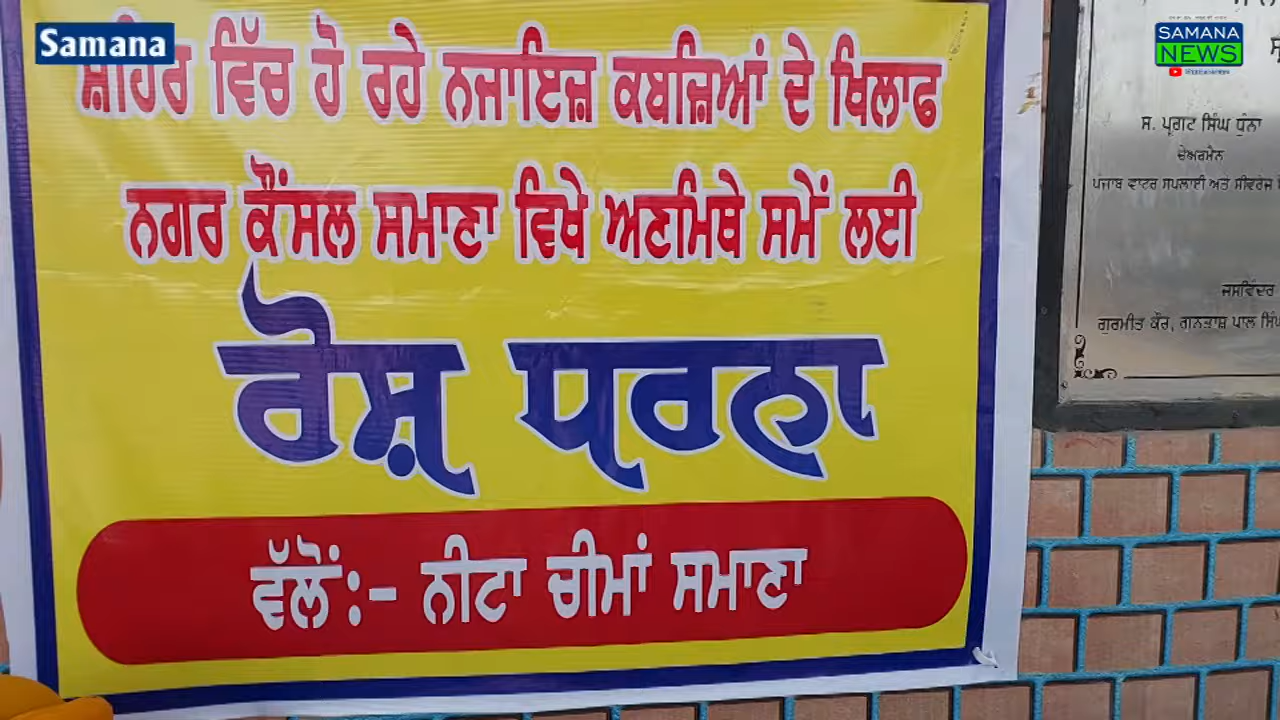 Samana
ਸ਼ਹਿਰ ਵਿੱਚ ਹੋ ਰਹੇ ਨਜਾਇਜ਼ ਕਬਜ਼ਿਆਂ ਦੇ ਖਿਲਾਫ
ਨਗਰ ਕੌਂਸਲ ਸਮਾਣਾ ਵਿਖੇ ਅਣਮਿਥੇ ਸਮੇਂ ਲਈ
ਰੋਸ਼ ਧਰਨਾ
ਵੱਲੋਂ:- ਨੀਟਾ ਚੀਮਾਂ ਸਮਾਣਾ
SAMANA
NEWS
ਸ. ਪ੍ਰਗਟ ਸਿੰਘ ਧੁੰਨਾ
ਚੇਅਰਮੈਨ
ਪੰਜਾਬ ਵਾਟਰ ਸਪਲਾਈ ਅਤੇ ਸੀਵਰੇਜ
ਜਸਵਿੰਦਰ
ਗੁਰਮੀਤ ਕੌਰ, ਗੁਨਤਾਸ਼ ਪਾਲ ਸਿੰ